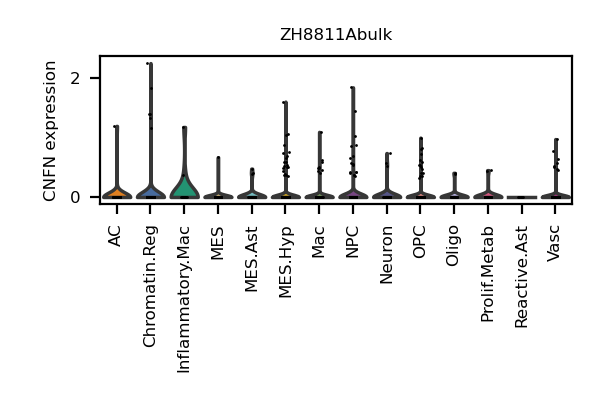 ZH8811Abulk
CNFN expression
2
0
AC
Chromatin.Reg
Inflammatory.Mac
MES
MES.Ast
MES.Hyp
Mac
NPC
Neuron
OPC
Oligo
Prolif.Metab
Reactive.Ast
Vasc